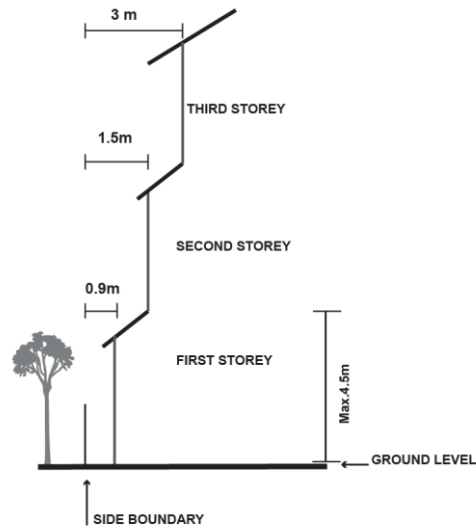 3 m
THIRD STOREY
1.5m
SECOND STOREY
0.9m
FIRST STOREY
Max.4.5m
GROUND LEVEL
SIDE BOUNDARY